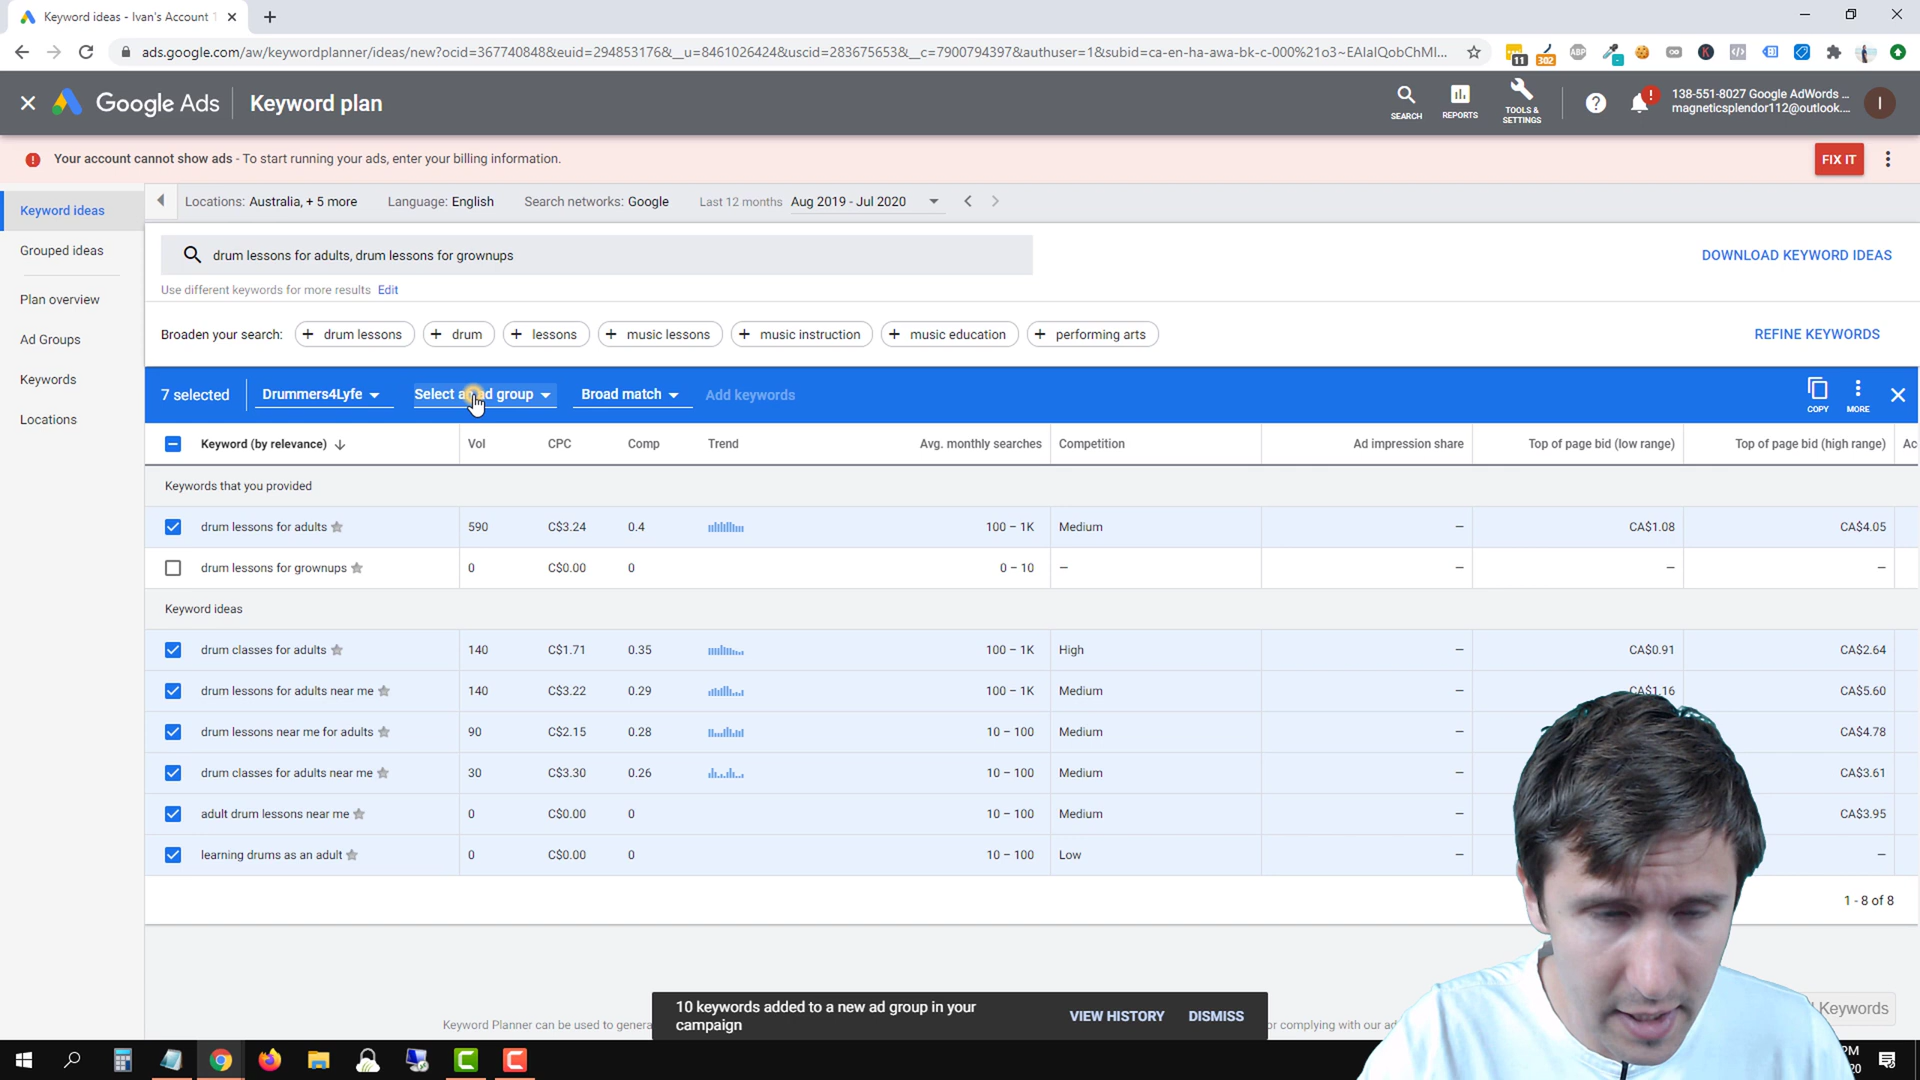 Keyword ideas - Ivan's Account 1
ads.google.com/aw/keywordplanner/ideas/new?ocid=367740848&euid=294853176&__u=8461026424&uscid=283675653&__c=7900794397&authuser=1&subid=ca-en-ha-awa-bk-c-000%21o3~EAIaIQobChMI...
11
302
ABP
Google Ads
Keyword plan
SEARCH
REPORTS
TOOLS & SETTINGS
138-551-8027 Google AdWords ...
magneticsplendor112@outlook....
I
Your account cannot show ads - To start running your ads, enter your billing information.
FIX IT
Keyword ideas
Grouped ideas
Plan overview
Ad Groups
Keywords
Locations
Locations: Australia, + 5 more
Language: English
Search networks: Google
Last 12 months Aug 2019 - Jul 2020
drum lessons for adults, drum lessons for grownups
DOWNLOAD KEYWORD IDEAS
Use different keywords for more results Edit
Broaden your search: + drum lessons + drum + lessons + music lessons + music instruction + music education + performing arts
REFINE KEYWORDS
7 selected Drummers4Lyfe Select an ad group Broad match Add keywords
COPY
MORE
Keyword (by relevance) Vol CPC Comp Trend Avg. monthly searches Competition Ad impression share Top of page bid (low range) Top of page bid (high range) Ac
Keywords that you provided
drum lessons for adults 590 C$3.24 0.4 100 – 1K Medium – CA$1.08 CA$4.05
drum lessons for grownups 0 C$0.00 0 0 – 10 – – – –
Keyword ideas
drum classes for adults 140 C$1.71 0.35 100 – 1K High – CA$0.91 CA$2.64
drum lessons for adults near me 140 C$3.22 0.29 100 – 1K Medium – CA$1.16 CA$5.60
drum lessons near me for adults 90 C$2.15 0.28 10 – 100 Medium – CA$4.78
drum classes for adults near me 30 C$3.30 0.26 10 – 100 Medium – CA$3.61
adult drum lessons near me 0 C$0.00 0 10 – 100 Medium – CA$3.95
learning drums as an adult 0 C$0.00 0 10 – 100 Low – –
1 - 8 of 8
10 keywords added to a new ad group in your
campaign
VIEW HISTORY
DISMISS
Keywords
Keyword Planner can be used to genera
or complying with our ad
PM
20